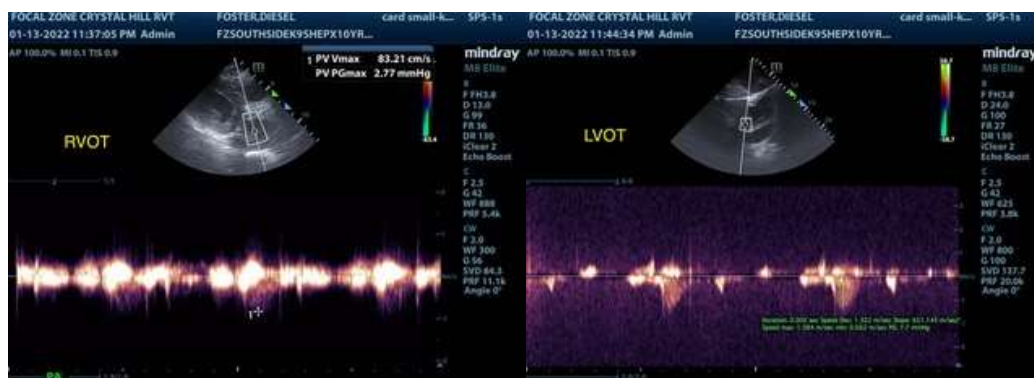 FOCAL ZONE CRYSTAL HILL RVT FOSTER,DIESEL card small-k... SP5-1s
01-13-2022 11:37:05 PM Admin FZSOUTHSIDEK9SHEPX10YR...
AP 100.0% MI 0.1 TIS 0.9
mindray
M8 Elite
1 PV Vmax 83.21 cm/s
PV PGmax 2.77 mmHg
RVOT
B
F FH3.8
D 13.0
G 99
FR 36
DR 130
iClear 2
Echo Boost
C
F 2.5
G 42
WF 888
PRF 5.4k
CW
F 2.0
WF 300
G 56
SVD 64.3
PRF 11.1k
Angle 0°
PA
FOCAL ZONE CRYSTAL HILL RVT FOSTER,DIESEL card small-k... SP5-1s
01-13-2022 11:44:34 PM Admin FZSOUTHSIDEK9SHEPX10YR...
AP 100.0% MI 0.1 TIS 0.9
mindray
M8 Elite
LVOT
B
F FH3.8
D 24.0
G 100
FR 27
DR 130
iClear 2
Echo Boost
C
F 2.5
G 42
WF 625
PRF 3.8k
CW
F 2.0
WF 800
G 100
SVD 137.7
PRF 20.0k
Angle 0°